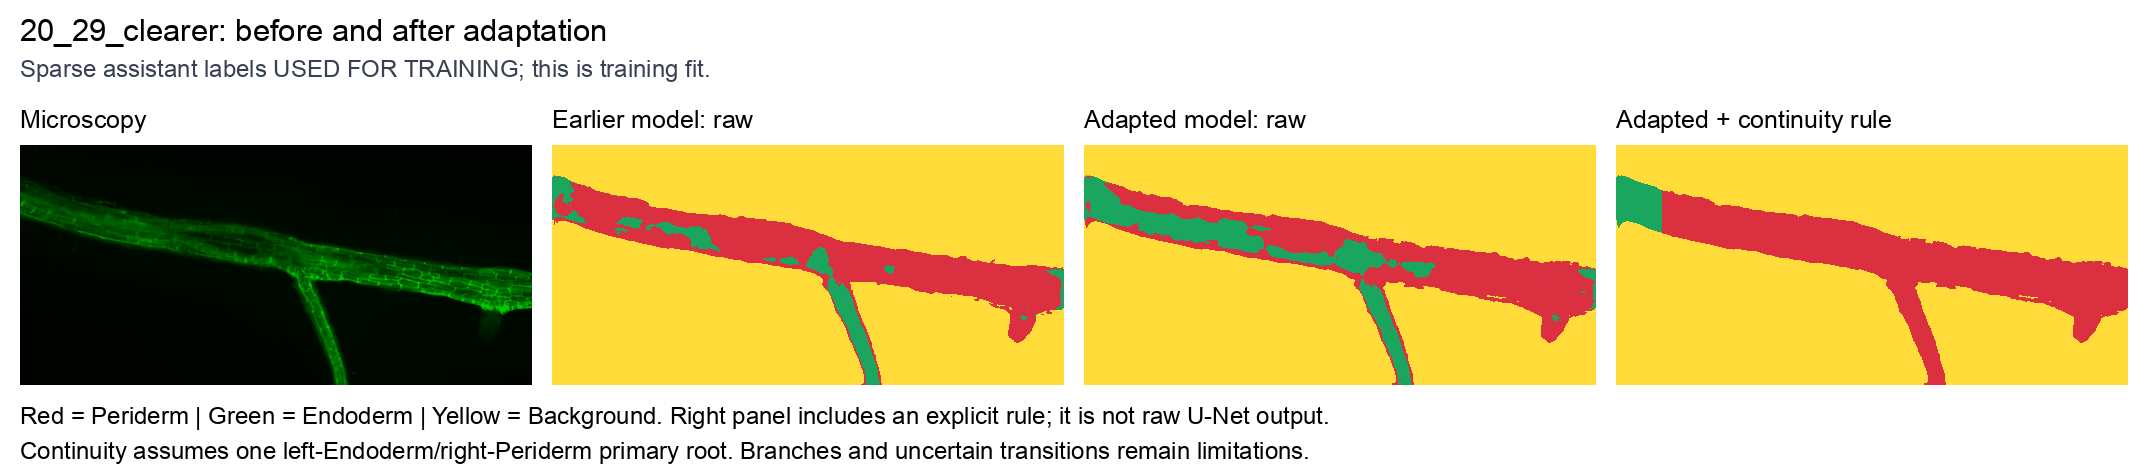 20_29_clearer: before and after adaptation
Sparse assistant labels USED FOR TRAINING; this is training fit.
Microscopy
Earlier model: raw
Adapted model: raw
Adapted + continuity rule
Red = Periderm | Green = Endoderm | Yellow = Background. Right panel includes an explicit rule; it is not raw U-Net output.
Continuity assumes one left-Endoderm/right-Periderm primary root. Branches and uncertain transitions remain limitations.